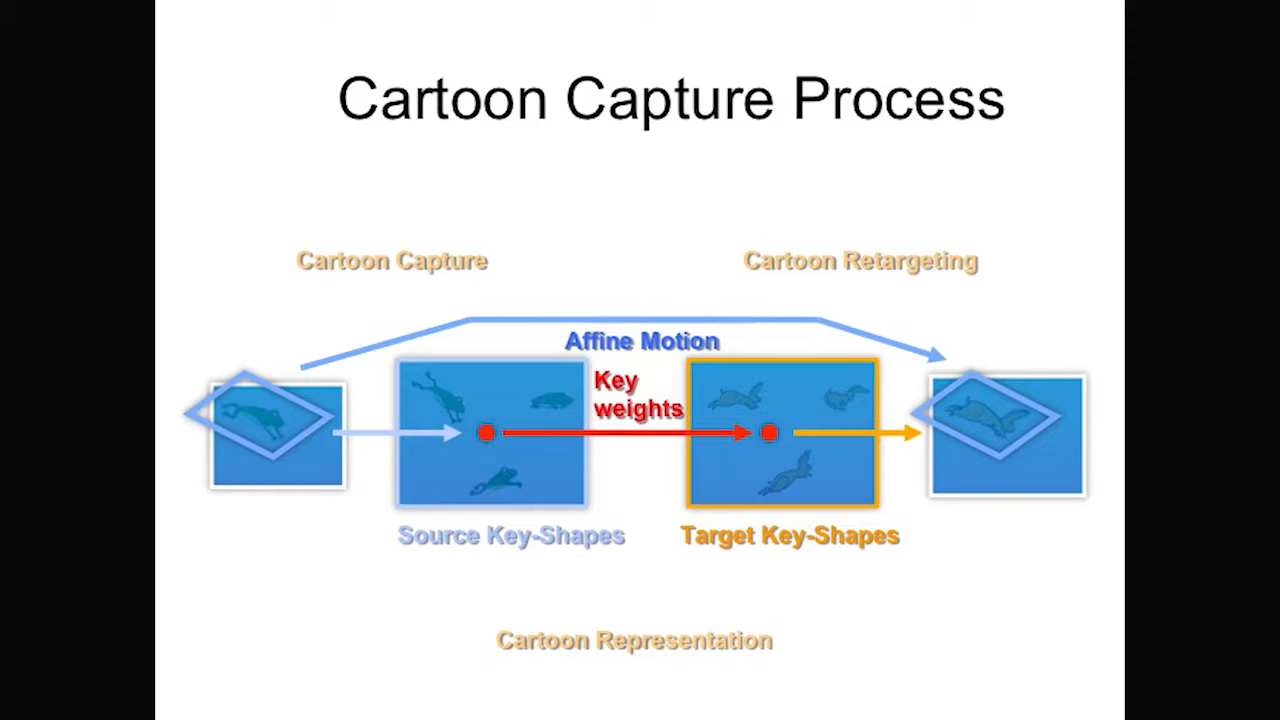 Cartoon Capture Process
Cartoon Capture
Cartoon Retargeting
Affine Motion
Key
weights
Source Key-Shapes
Target Key-Shapes
Cartoon Representation